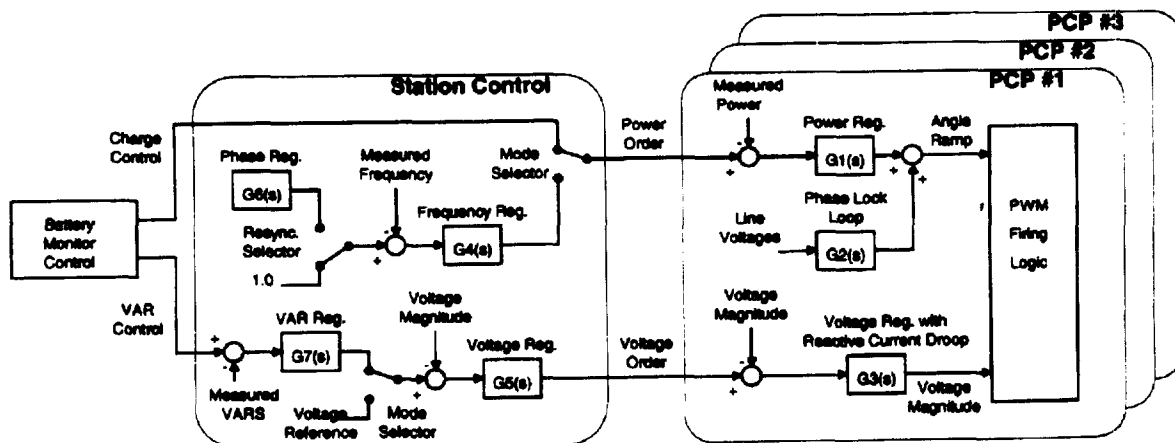 PCP #3
PCP #2
PCP #1
Station Control
Charge
Control
Phase Reg.
G6(s)
Measured
Frequency
Mode
Selector
Power
Order
Measured
Power
Power Reg.
G1(s)
Angle
Ramp
Battery
Monitor
Control
Resync.
Selector
1.0
Frequency Reg.
G4(s)
Line
Voltages
Phase Lock
Loop
G2(s)
PWM
Firing
Logic
VAR
Control
VAR Reg.
G7(s)
Measured
VARS
Voltage
Magnitude
Voltage Reg.
G5(s)
Voltage
Reference
Mode
Selector
Voltage
Order
Voltage
Magnitude
Voltage Reg. with
Reactive Current Droop
G3(s)
Voltage
Magnitude